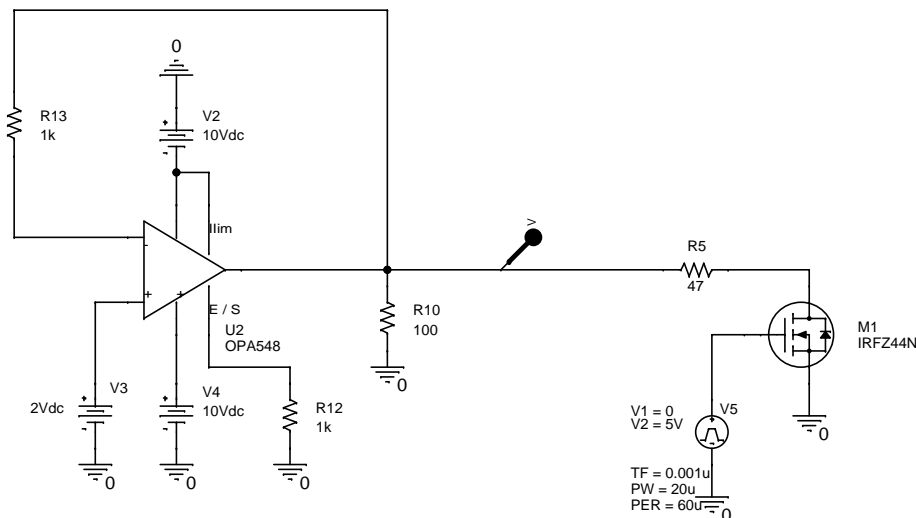 0
R13
1k
V2
10Vdc
+
-
Ilim
-
+
+
E / S
U2
OPA548
V
R5
47
R10
100
0
M1
IRFZ44N
V3
+
2Vdc
-
0
V4
+
10Vdc
-
0
R12
1k
0
V5
+
-
V1 = 0
V2 = 5V
TF = 0.001u
PW = 20u
PER = 60u
0
0